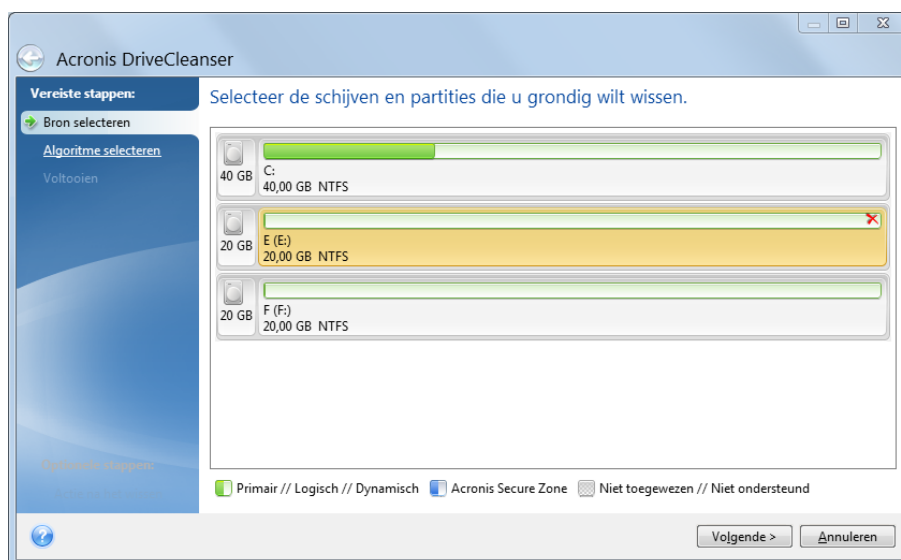 Acronis DriveCleanser
Vereiste stappen:
Bron selecteren
Algoritme selecteren
Voltooien
Selecteer de schijven en partities die u grondig wilt wissen.
40 GB
C:
40,00 GB NTFS
20 GB
E (E:)
20,00 GB NTFS
20 GB
F (F:)
20,00 GB NTFS
stappen:
Primair // Logisch // Dynamisch Acronis Secure Zone Niet toegewezen // Niet ondersteund
Volgende > Annuleren